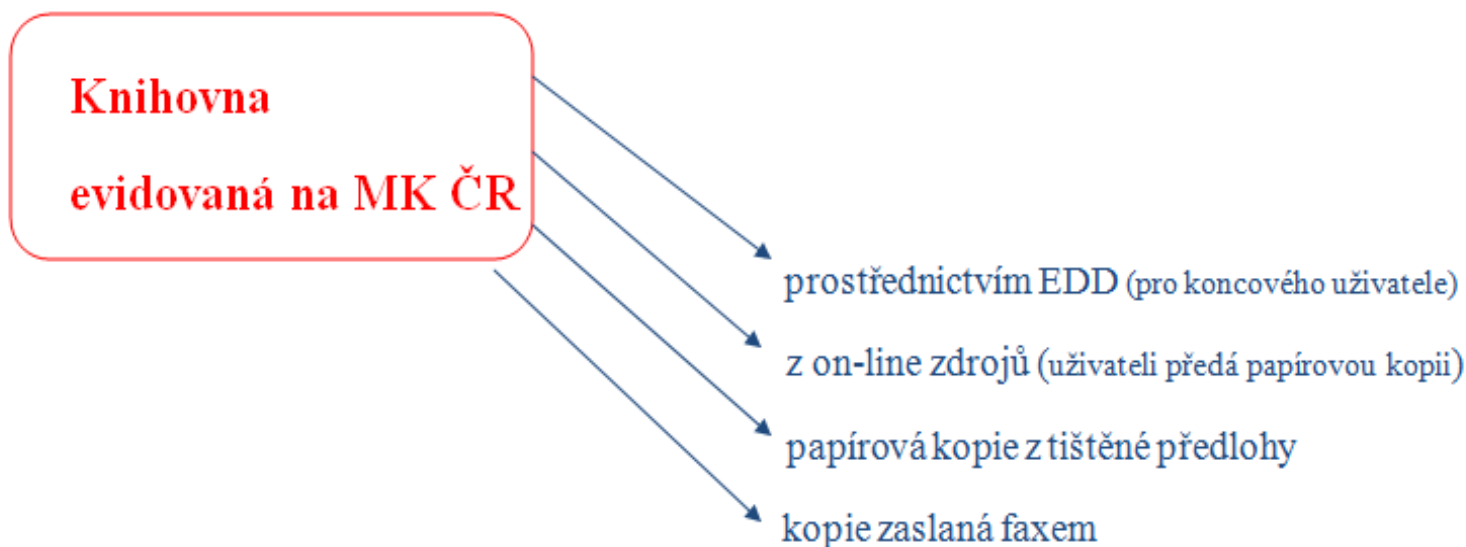 Knihovna
evidovaná na MK ČR
prostřednictvím EDD (pro koncového uživatele)
z on-line zdrojů (uživateli předá papírovou kopii)
papírová kopie z tištěné předlohy
kopie zaslaná faxem